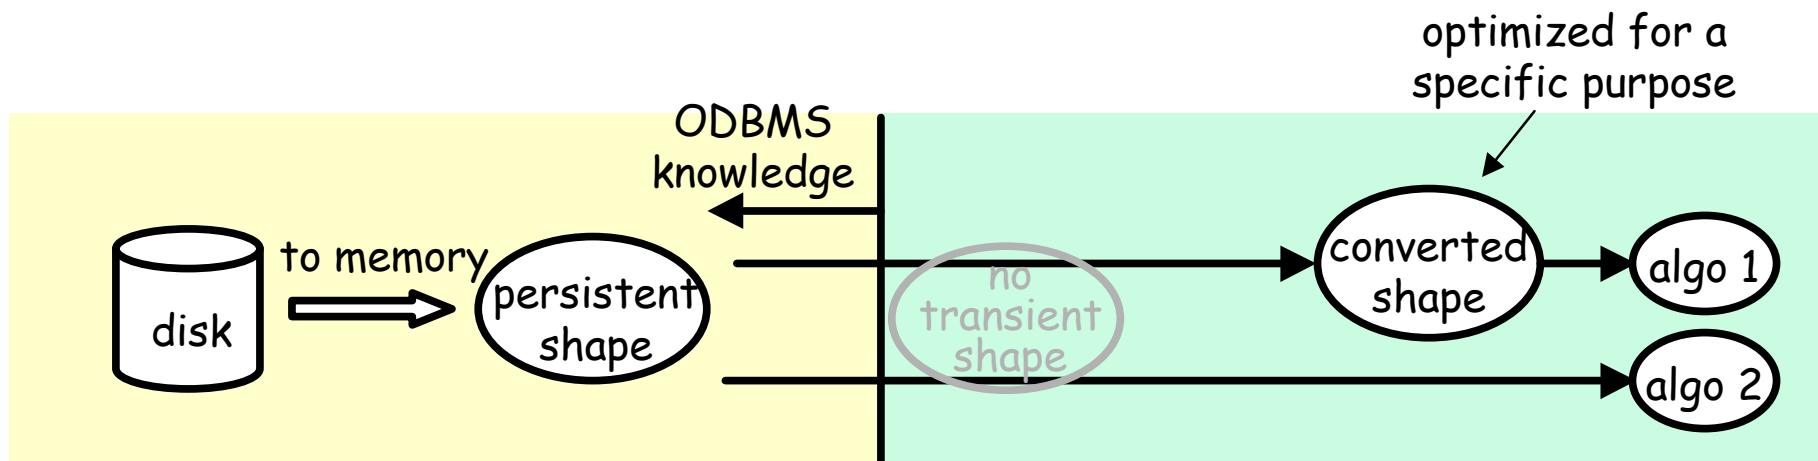 optimized for a
specific purpose
ODBMS
knowledge
to memory
disk
persistent
shape
no
transient
shape
converted
shape
algo 1
algo 2